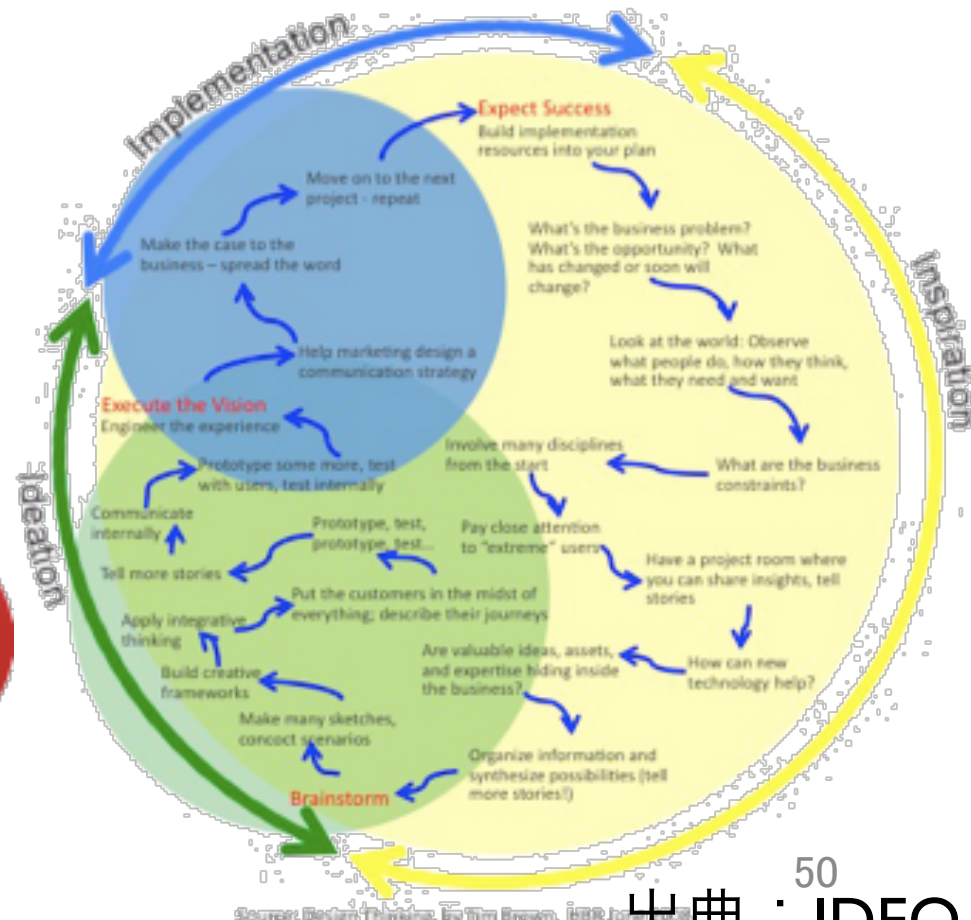 Implementation
Expect Success
Build implementation
resources into your plan
Move on to the next
project - repeat
What's the business problem?
What's the opportunity? What
has changed or soon will
change?
Make the case to the
business – spread the word
Inspiration
Look at the world: Observe
what people do, how they think,
what they need and want
Help marketing design a
communication strategy
Execute the Vision
Engineer the experience
Involve many disciplines
from the start
What are the business
constraints?
Prototype some more, test
with users, test internally
Ideation
Communicate
internally
Prototype, test,
prototype, test...
Pay close attention
to "extreme" users
Have a project room where
you can share insights, tell
stories
Tell more stories
Put the customers in the midst of
everything; describe their journeys
Apply integrative
thinking
Are valuable ideas, assets,
and expertise hiding inside
the business?
How can new
technology help?
Build creative
frameworks
Make many sketches,
concoct scenarios
Organize information and
synthesize possibilities (tell
more stories!)
Brainstorm
50
Source: Design Thinking, by Tim Brown, HBR
出典：IDEO